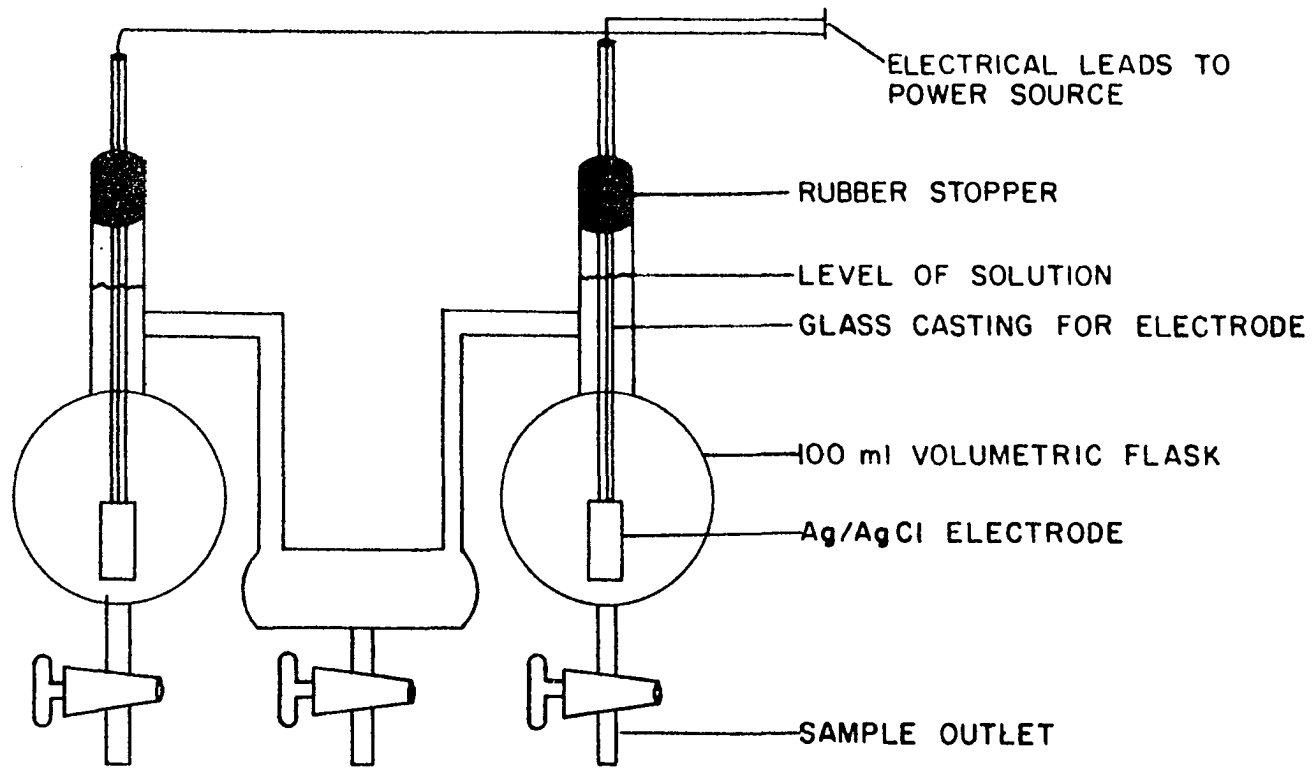 ELECTRICAL LEADS TO
POWER SOURCE
RUBBER STOPPER
LEVEL OF SOLUTION
GLASS CASTING FOR ELECTRODE
100 ml VOLUMETRIC FLASK
Ag/AgCl ELECTRODE
SAMPLE OUTLET